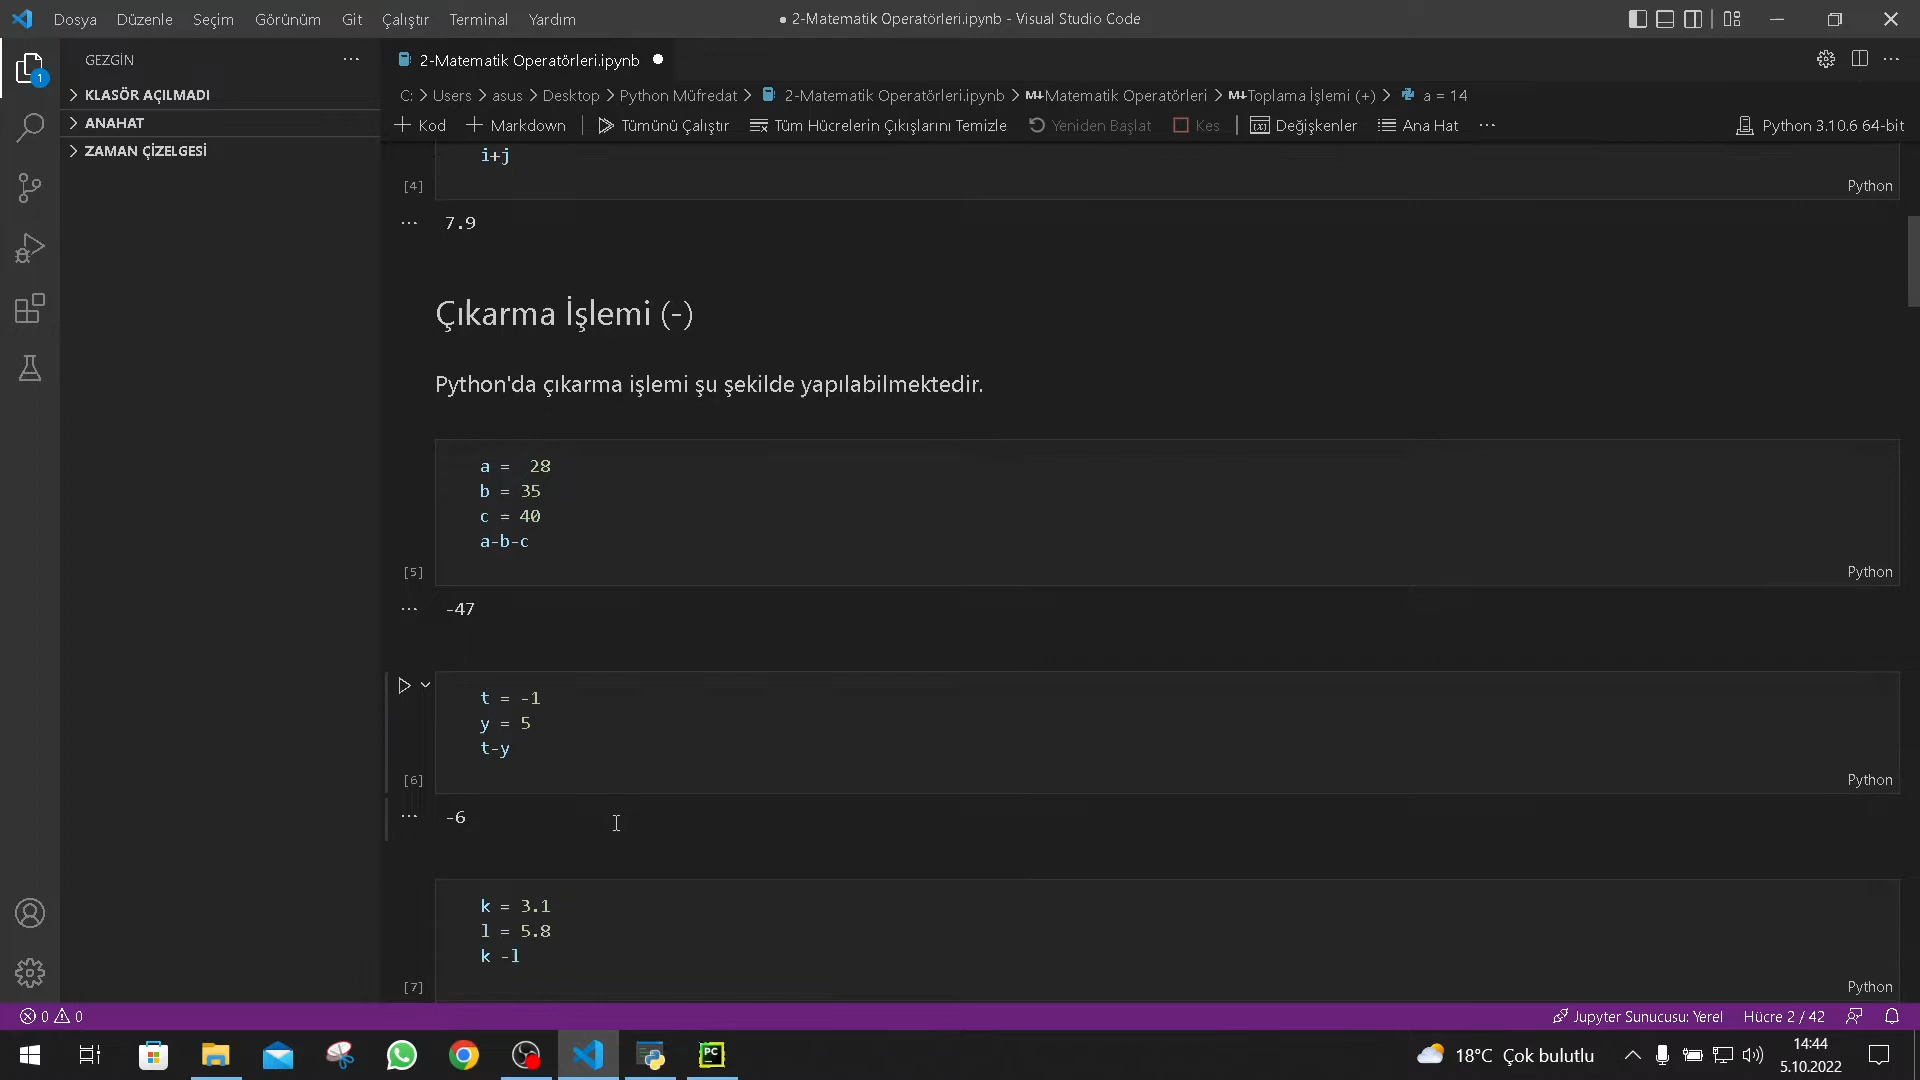 Dosya Düzenle Seçim Görünüm Git Çalıştır Terminal Yardım
● 2-Matematik Operatörleri.ipynb - Visual Studio Code
GEZGİN
1
KLASÖR AÇILMADI
ANAHAT
ZAMAN ÇİZELGESİ
2-Matematik Operatörleri.ipynb
C: > Users > asus > Desktop > Python Müfredat > 2-Matematik Operatörleri.ipynb > M↓Matematik Operatörleri > M↓Toplama İşlemi (+) > a = 14
Kod Markdown Tümünü Çalıştır Tüm Hücrelerin Çıkışlarını Temizle Yeniden Başlat Kes Değişkenler Ana Hat ... Python 3.10.6 64-bit
i+j
[4] Python
7.9
Çıkarma İşlemi (-)
Python'da çıkarma işlemi şu şekilde yapılabilmektedir.
a =  28
b = 35
c = 40
a-b-c
[5] Python
-47
t = -1
y = 5
t-y
[6] Python
-6
k = 3.1
l = 5.8
k -l
[7] Python
0 0 Jupyter Sunucusu: Yerel Hücre 2 / 42
PC
18°C Çok bulutlu
14:44
5.10.2022